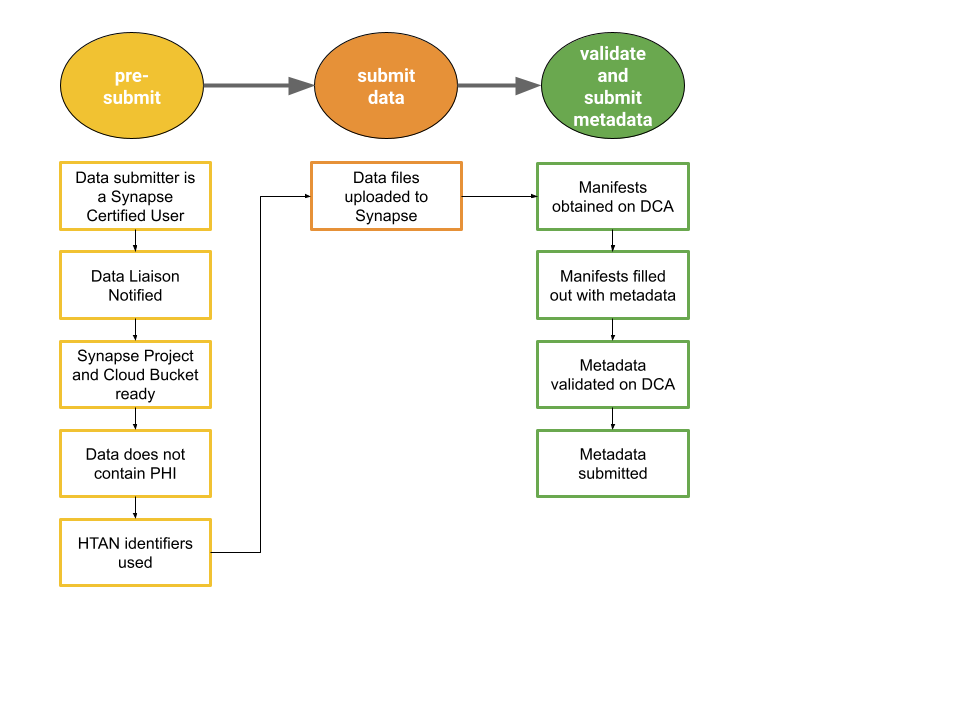 pre-
submit
submit
data
validate
and
submit
metadata
Data submitter is
a Synapse
Certified User
Data Liaison
Notified
Synapse Project
and Cloud Bucket
ready
Data does not
contain PHI
HTAN identifiers
used
Data files
uploaded to
Synapse
Manifests
obtained on DCA
Manifests filled
out with metadata
Metadata
validated on DCA
Metadata
submitted